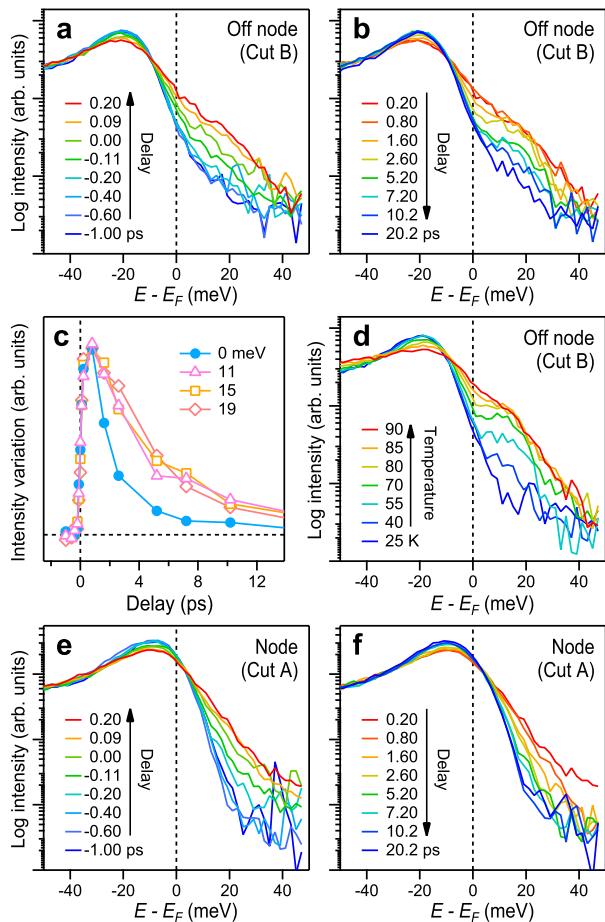 a
Off node
(Cut B)
Log intensity (arb. units)
0.20
0.09
0.00
-0.11
-0.20
-0.40
-0.60
-1.00 ps
Delay
-40
-20
0
20
40
E - EF (meV)
b
Off node
(Cut B)
Log intensity (arb. units)
0.20
0.80
1.60
2.60
5.20
7.20
10.2
20.2 ps
Delay
-40
-20
0
20
40
E - EF (meV)
c
Intensity variation (arb. units)
0 meV
11
15
19
0
4
8
12
Delay (ps)
d
Off node
(Cut B)
Log intensity (arb. units)
90
85
80
70
55
40
25 K
Temperature
-40
-20
0
20
40
E - EF (meV)
e
Node
(Cut A)
Log intensity (arb. units)
0.20
0.09
0.00
-0.11
-0.20
-0.40
-0.60
-1.00 ps
Delay
-40
-20
0
20
40
E - EF (meV)
f
Node
(Cut A)
Log intensity (arb. units)
0.20
0.80
1.60
2.60
5.20
7.20
10.2
20.2 ps
Delay
-40
-20
0
20
40
E - EF (meV)